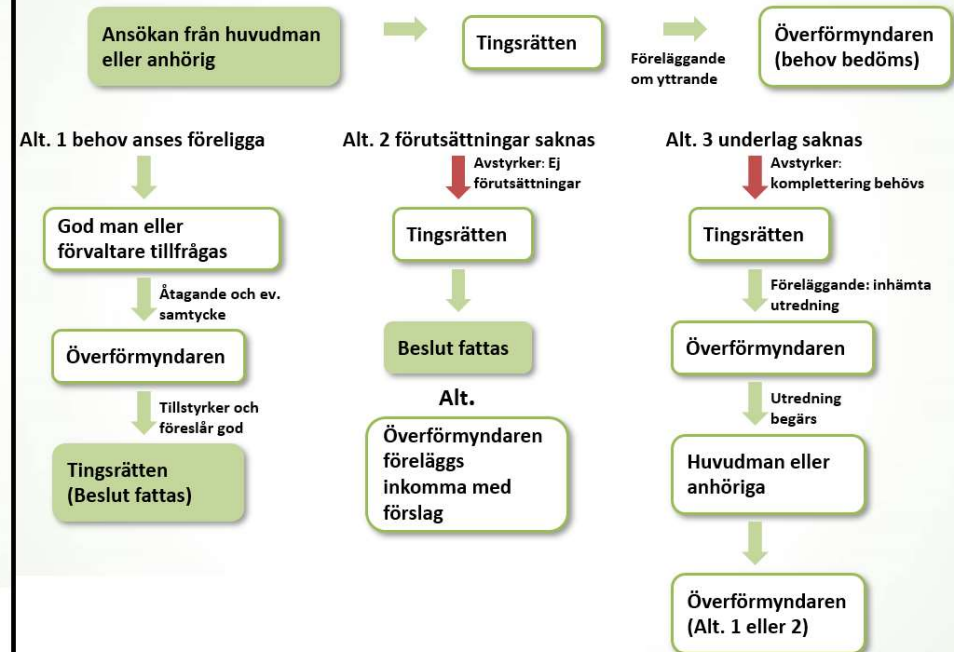 Ansökan från huvudman
eller anhörig
Tingsrätten
Föreläggande
om yttrande
Överförmyndaren
(behov bedöms)
Alt. 1 behov anses föreligga
God man eller
förvaltare tillfrågas
Åtagande och ev.
samtycke
Överförmyndaren
Tillstyrker och
föreslår god
Tingsrätten
(Beslut fattas)
Alt. 2 förutsättningar saknas
Avstyrker: Ej
förutsättningar
Tingsrätten
Beslut fattas
Alt.
Överförmyndaren
föreläggs
inkomma med
förslag
Alt. 3 underlag saknas
Avstyrker:
komplettering behövs
Tingsrätten
Föreläggande: inhämta
utredning
Överförmyndaren
Utredning
begärs
Huvudman eller
anhöriga
Överförmyndaren
(Alt. 1 eller 2)